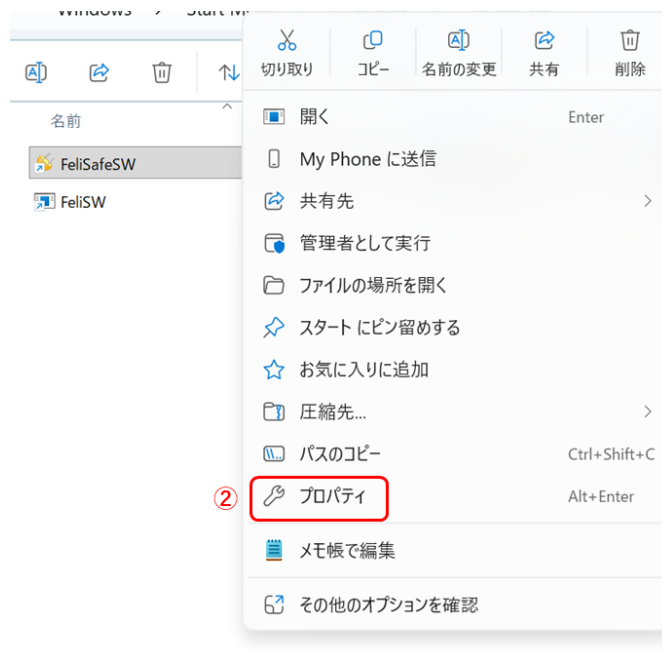 Windows > Start M
切り取り コピー 名前の変更 共有 削除
名前
FeliSafeSW
FeliSW
開く Enter
My Phone に送信
共有先
管理者として実行
ファイルの場所を開く
スタート にピン留めする
お気に入りに追加
圧縮先...
パスのコピー Ctrl+Shift+C
② プロパティ Alt+Enter
メモ帳で編集
その他のオプションを確認